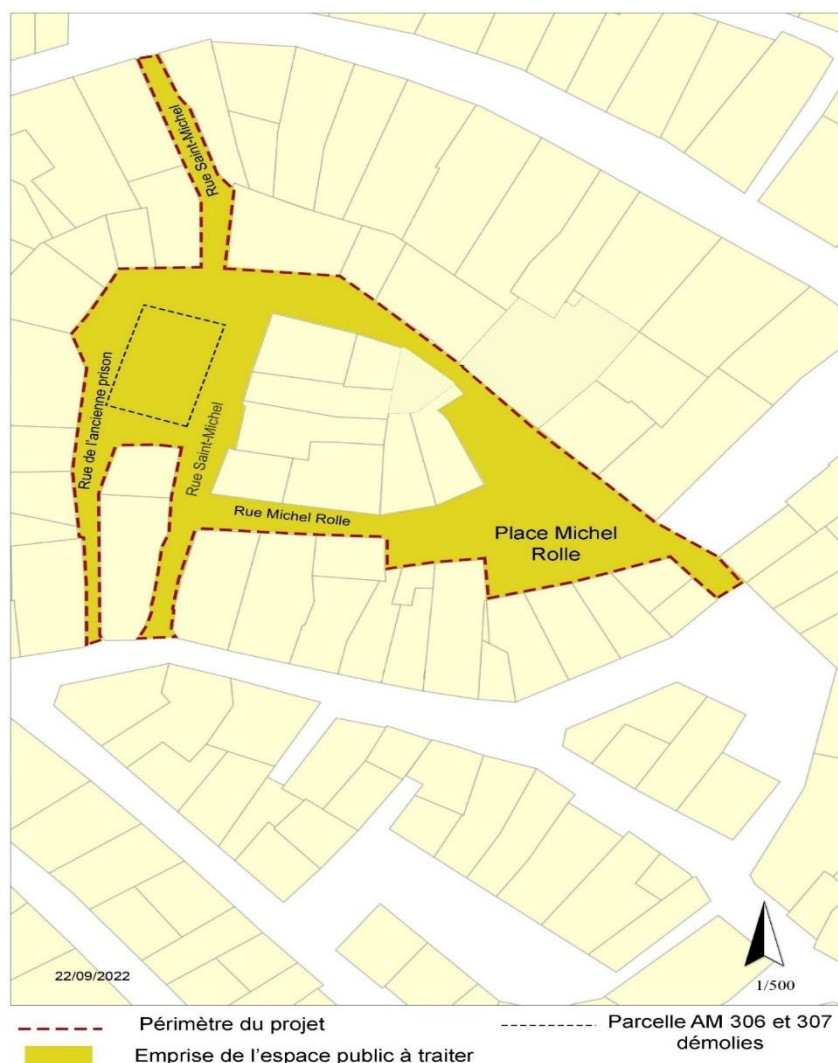 Rue Saint-Michel
Rue de l'ancienne prison
Rue Saint-Michel
Rue Michel Rolle
Place Michel
Rolle
22/09/2022
1/500
Périmètre du projet
Parcelle AM 306 et 307
démolies
Emprise de l'espace public à traiter